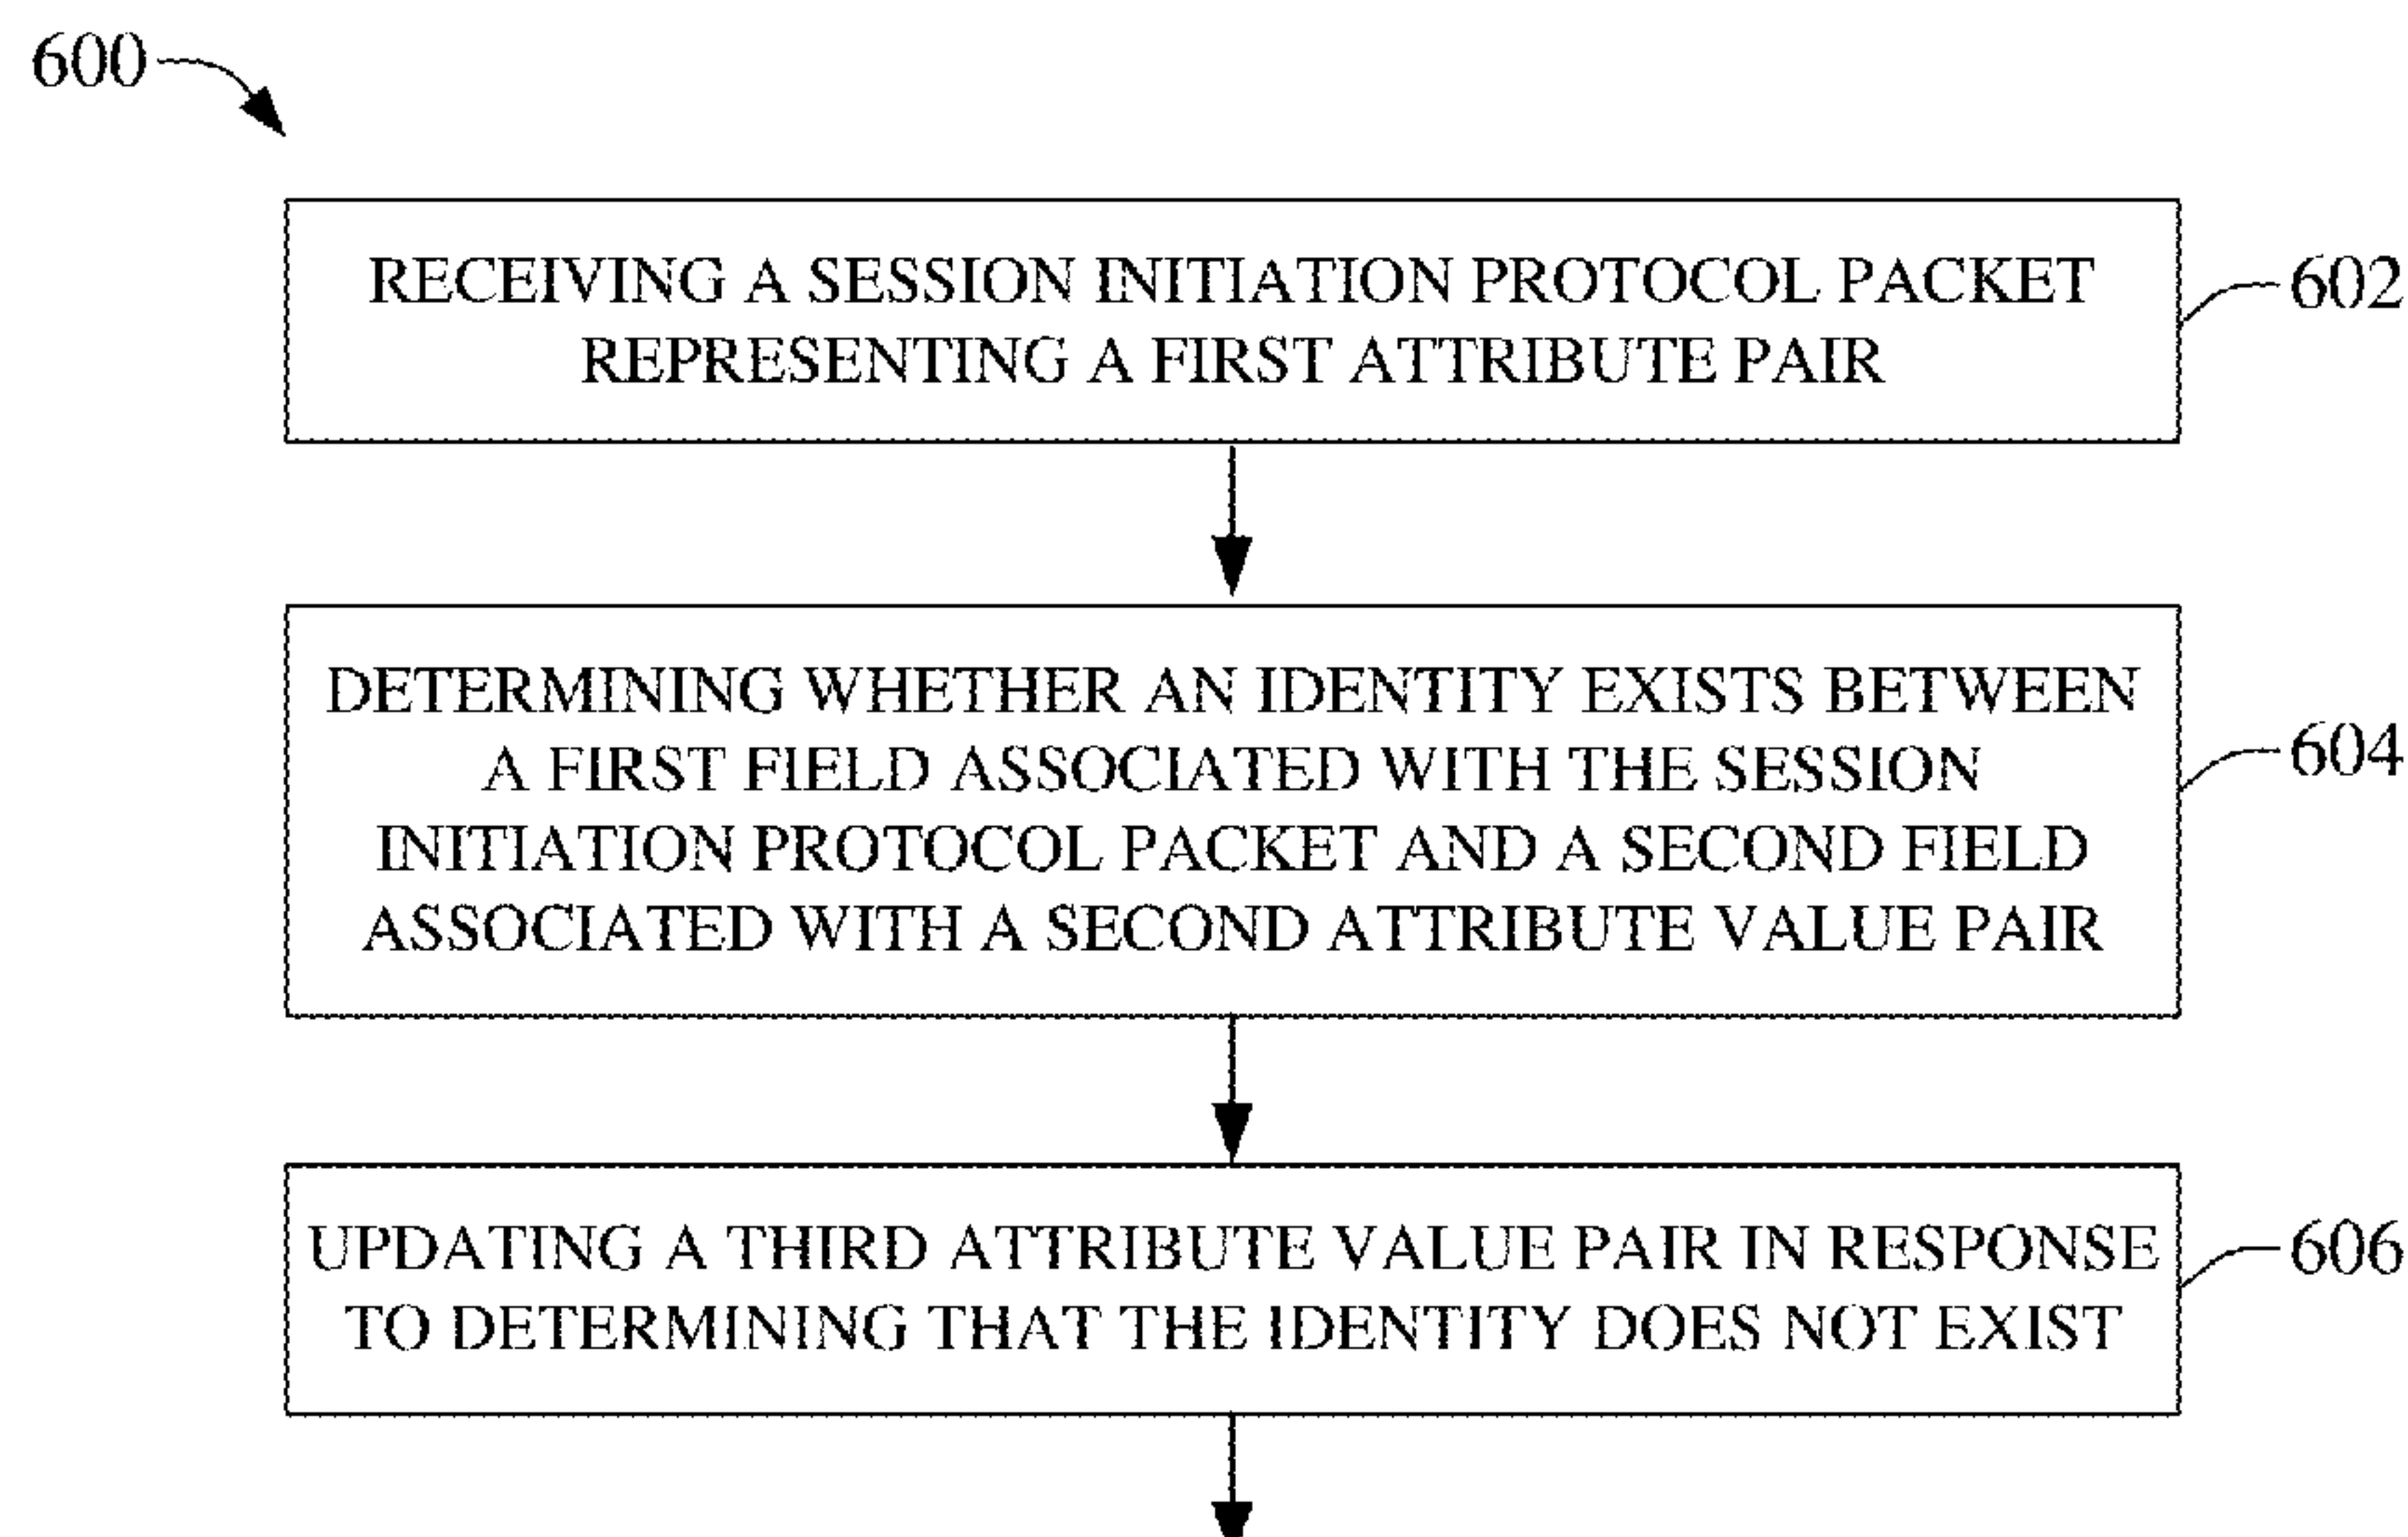 600
RECEIVING A SESSION INITIATION PROTOCOL PACKET
REPRESENTING A FIRST ATTRIBUTE PAIR
602
DETERMINING WHETHER AN IDENTITY EXISTS BETWEEN
A FIRST FIELD ASSOCIATED WITH THE SESSION
INITIATION PROTOCOL PACKET AND A SECOND FIELD
ASSOCIATED WITH A SECOND ATTRIBUTE VALUE PAIR
604
UPDATING A THIRD ATTRIBUTE VALUE PAIR IN RESPONSE
TO DETERMINING THAT THE IDENTITY DOES NOT EXIST
606